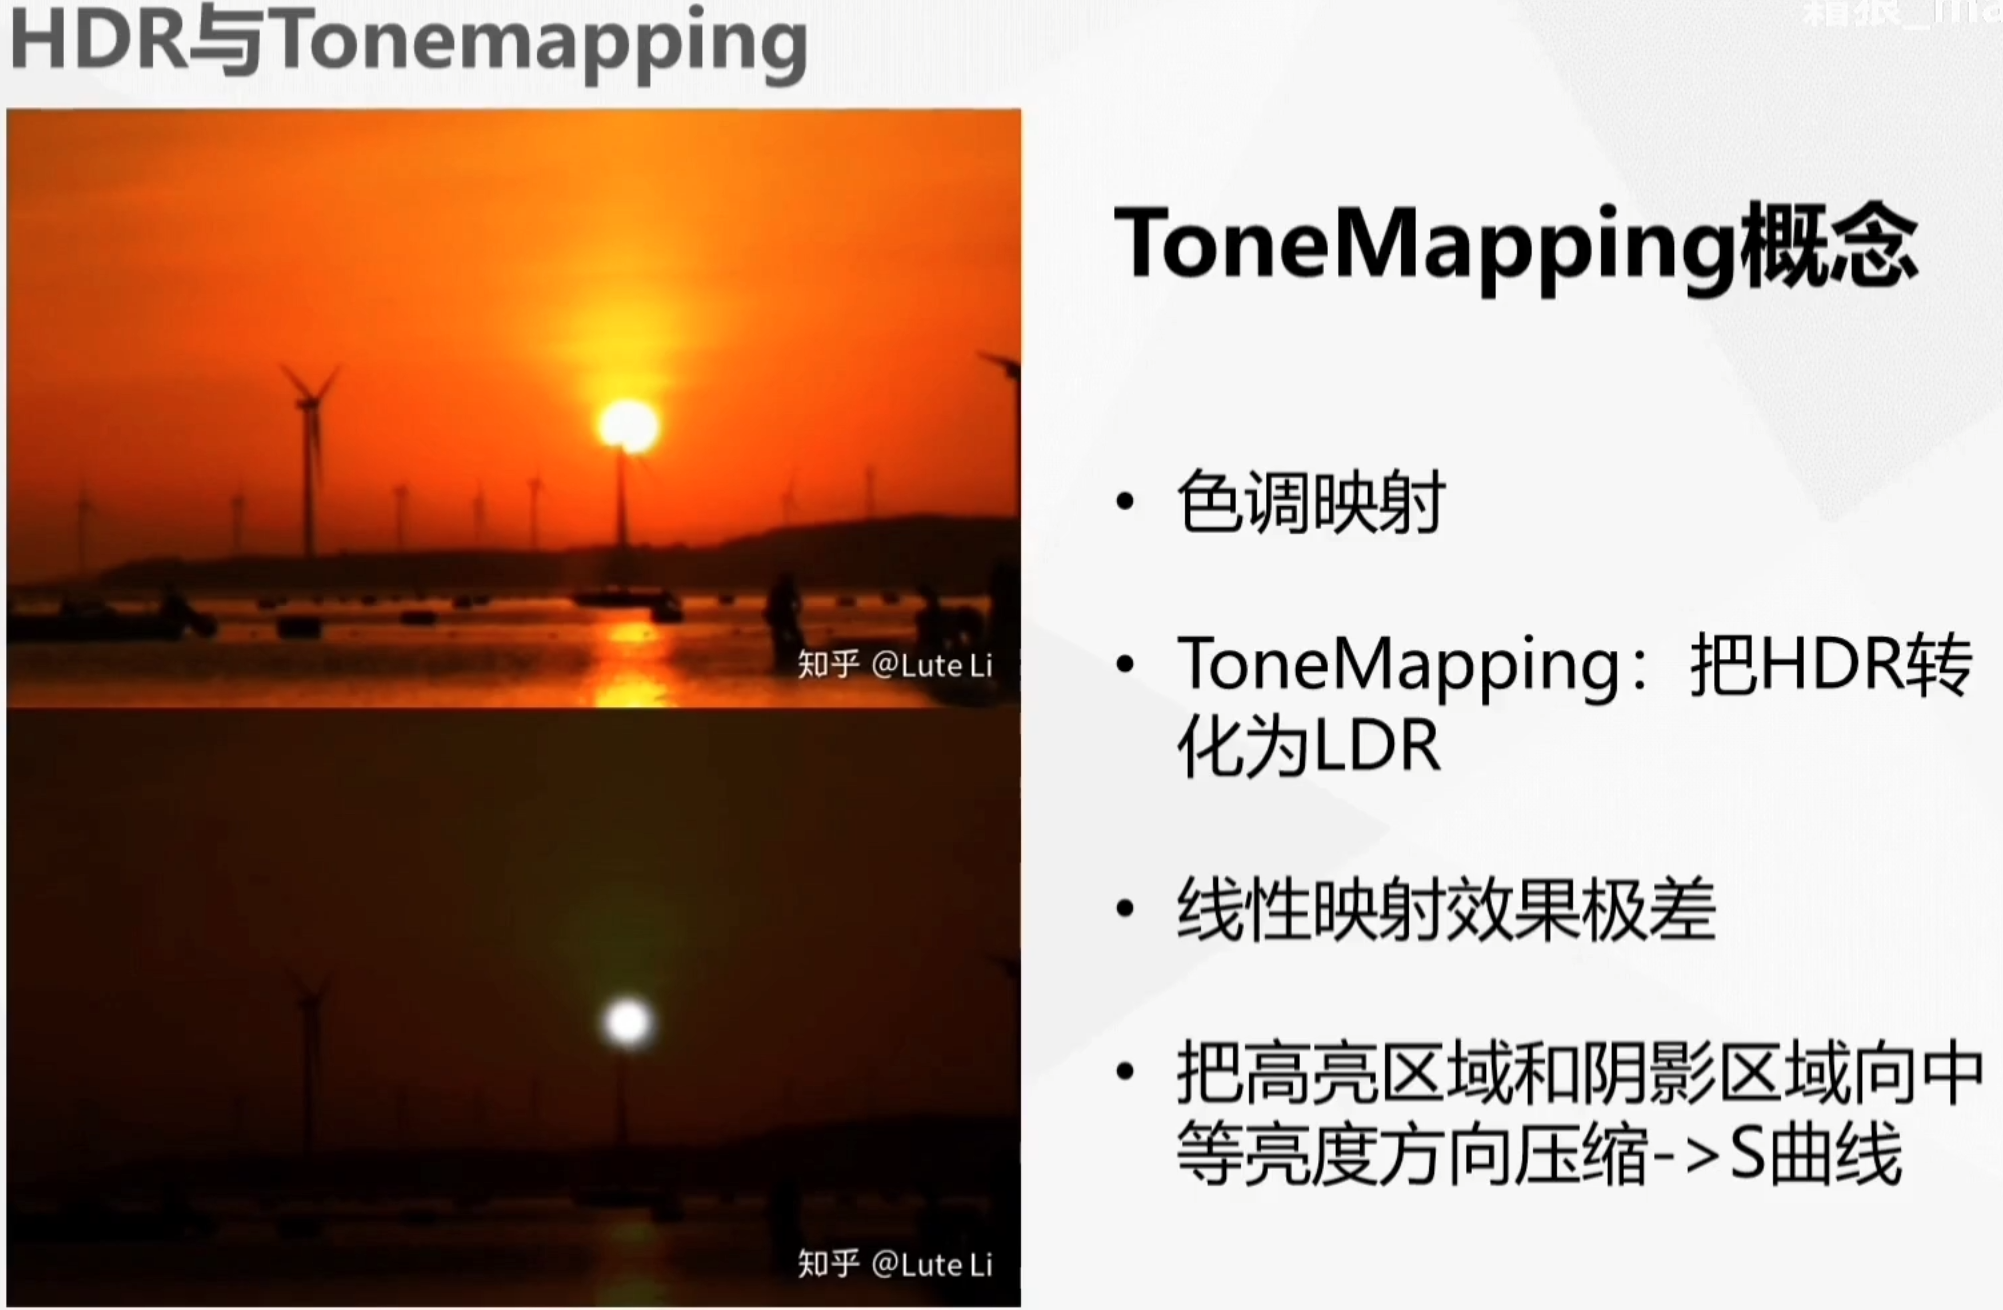 HDR与Tonemapping
ToneMapping概念
知乎 @Lute Li
知乎 @Lute Li
• 色调映射
• ToneMapping：把HDR转
化为LDR
• 线性映射效果极差
• 把高亮区域和阴影区域向中
等亮度方向压缩->S曲线